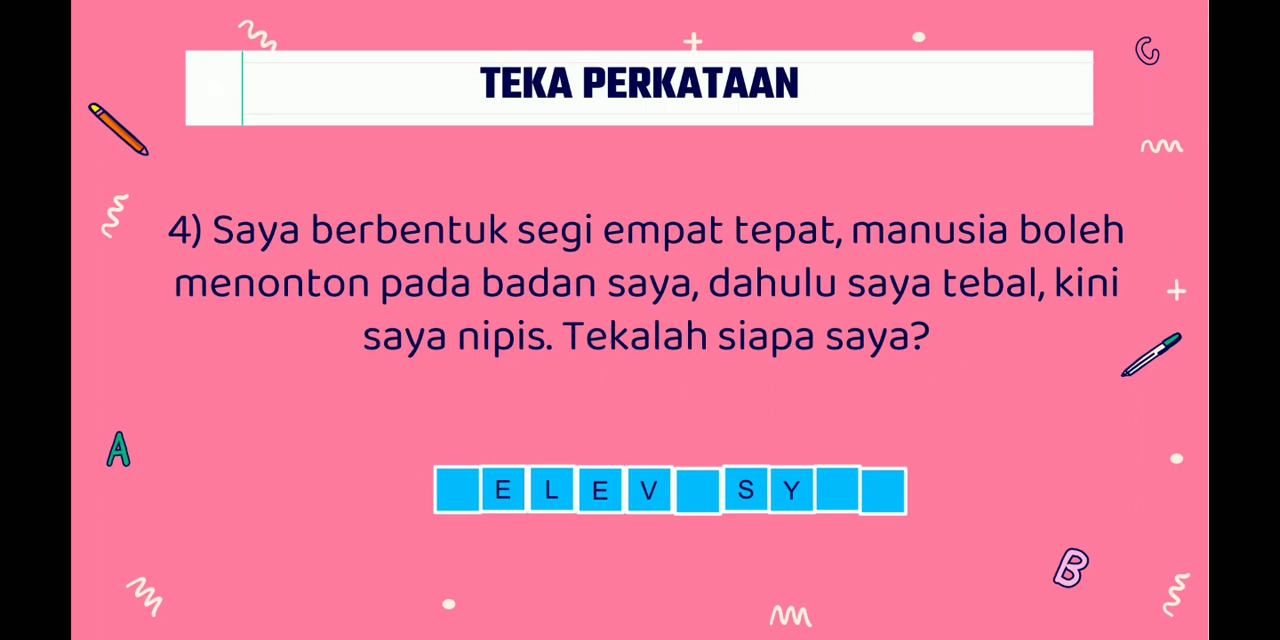 TEKA PERKATAAN
4) Saya berbentuk segi empat tepat, manusia boleh
menonton pada badan saya, dahulu saya tebal, kini
saya nipis. Tekalah siapa saya?
E L E V S Y
C
A
B